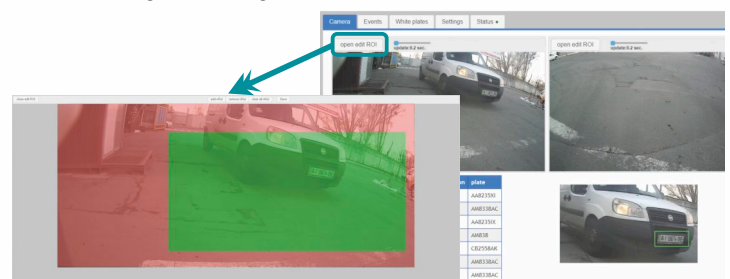 Camera Events White plates Settings Status
open edit ROI
update 0.2 sec.
open edit ROI
update 0.2 sec.
plate
AA8235XI
AM8338AC
AA8235IX
AM838
CB2558AK
AM8338AC
AM8338AC